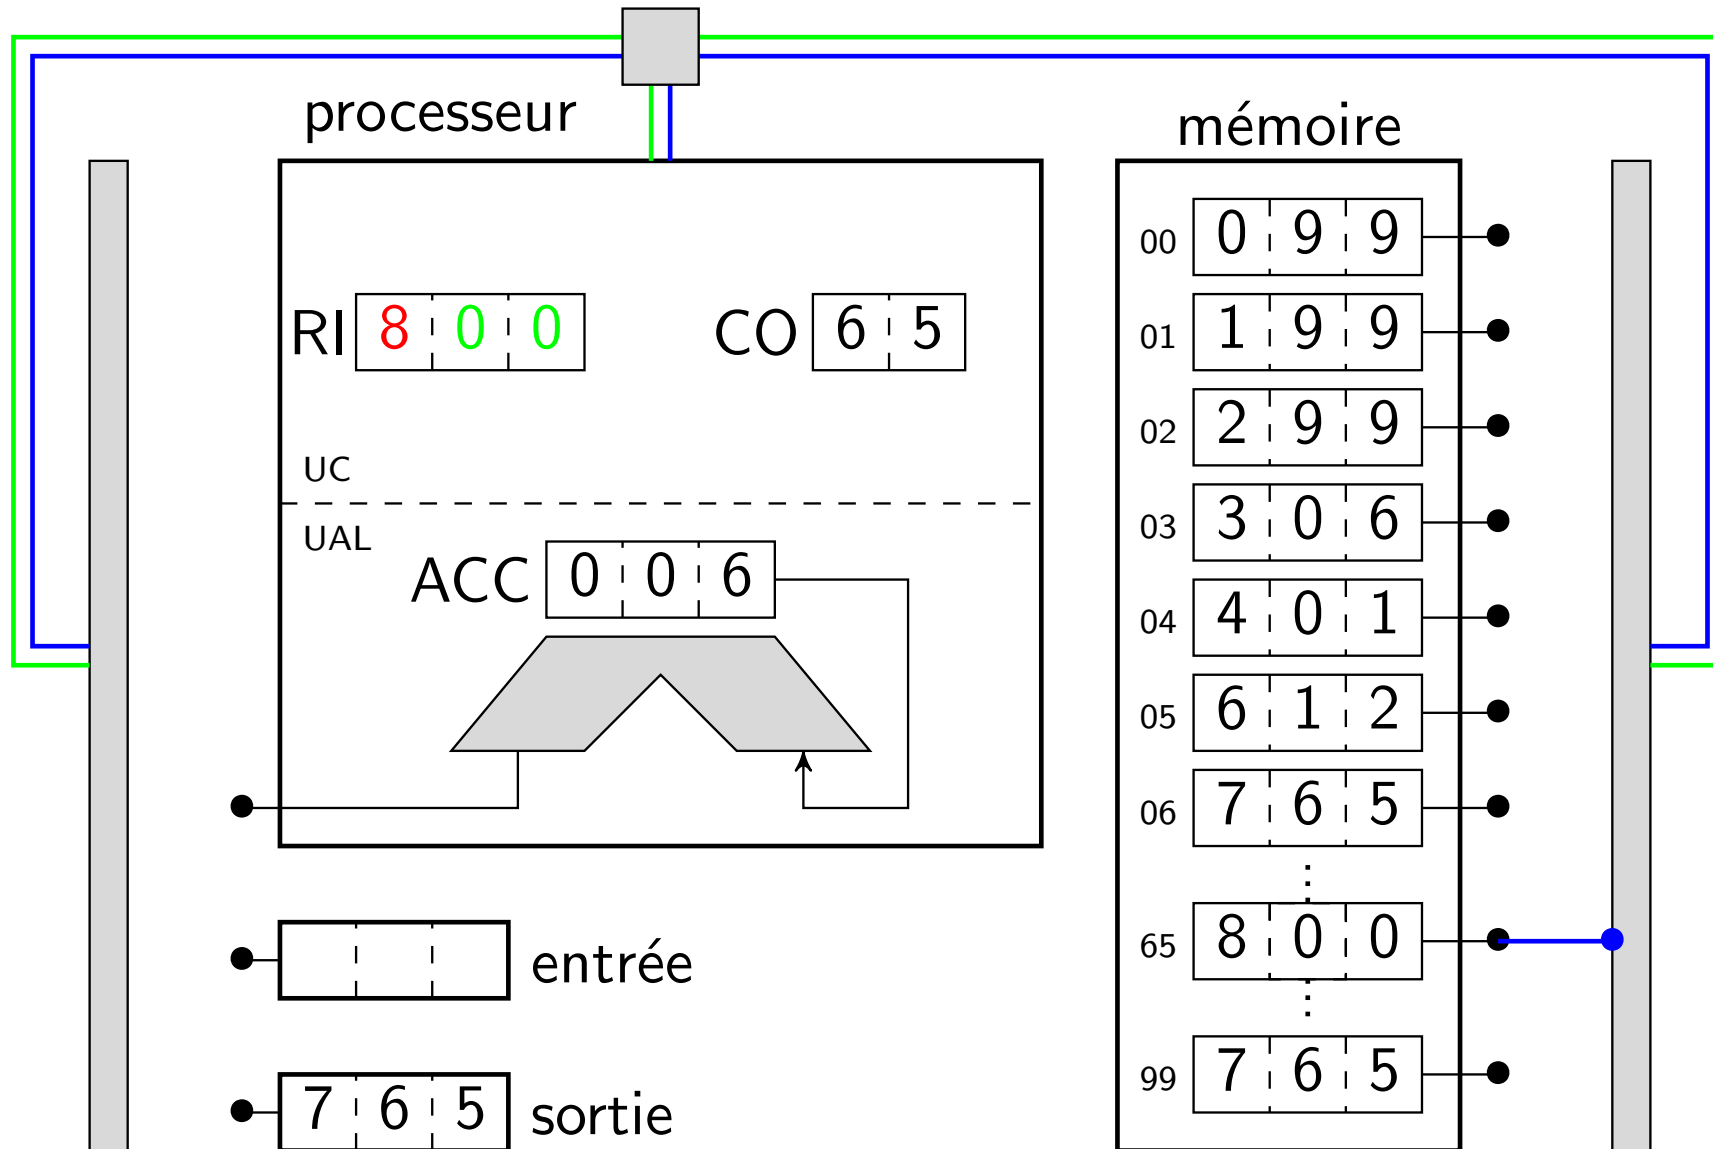 processeur
mémoire
RI 8 0 0
CO 6 5
UC
UAL
ACC 0 0 6
00 0 9 9
01 1 9 9
02 2 9 9
03 3 0 6
04 4 0 1
05 6 1 2
06 7 6 5
65 8 0 0
99 7 6 5
entrée
7 6 5 sortie